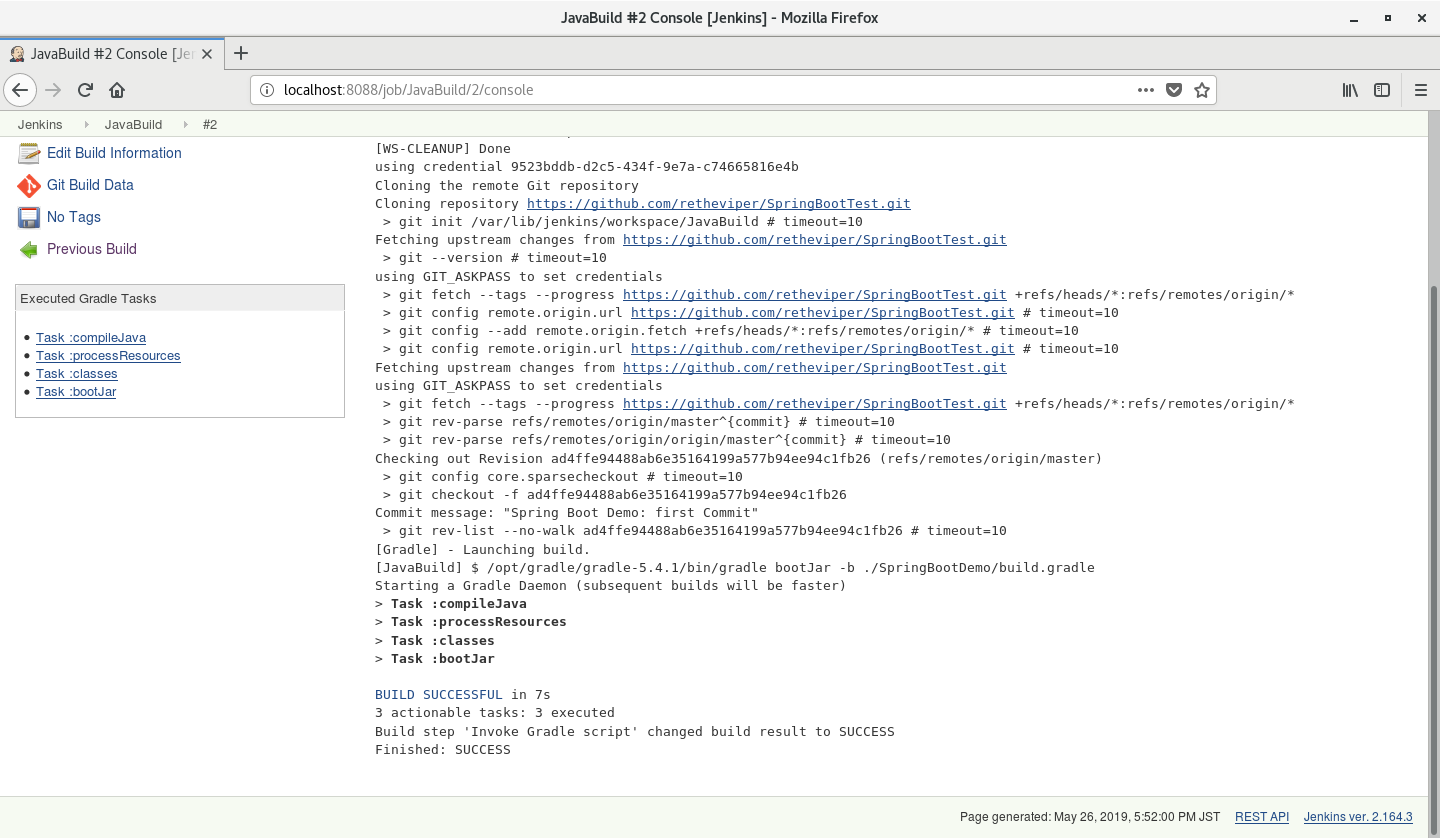 JavaBuild #2 Console [Jenkins] - Mozilla Firefox
JavaBuild #2 Console [Jen
localhost:8088/job/JavaBuild/2/console
Jenkins JavaBuild #2
Edit Build Information
Git Build Data
No Tags
Previous Build
Executed Gradle Tasks
Task :compileJava
Task :processResources
Task :classes
Task :bootJar
[WS-CLEANUP] Done
using credential 9523bddb-d2c5-434f-9e7a-c74665816e4b
Cloning the remote Git repository
Cloning repository https://github.com/retheviper/SpringBootTest.git
 > git init /var/lib/jenkins/workspace/JavaBuild # timeout=10
Fetching upstream changes from https://github.com/retheviper/SpringBootTest.git
 > git --version # timeout=10
using GIT_ASKPASS to set credentials
 > git fetch --tags --progress https://github.com/retheviper/SpringBootTest.git +refs/heads/*:refs/remotes/origin/*
 > git config remote.origin.url https://github.com/retheviper/SpringBootTest.git # timeout=10
 > git config --add remote.origin.fetch +refs/heads/*:refs/remotes/origin/* # timeout=10
 > git config remote.origin.url https://github.com/retheviper/SpringBootTest.git # timeout=10
Fetching upstream changes from https://github.com/retheviper/SpringBootTest.git
using GIT_ASKPASS to set credentials
 > git fetch --tags --progress https://github.com/retheviper/SpringBootTest.git +refs/heads/*:refs/remotes/origin/*
 > git rev-parse refs/remotes/origin/master^{commit} # timeout=10
 > git rev-parse refs/remotes/origin/origin/master^{commit} # timeout=10
Checking out Revision ad4ffe94488ab6e35164199a577b94ee94c1fb26 (refs/remotes/origin/master)
 > git config core.sparsecheckout # timeout=10
 > git checkout -f ad4ffe94488ab6e35164199a577b94ee94c1fb26
Commit message: "Spring Boot Demo: first Commit"
 > git rev-list --no-walk ad4ffe94488ab6e35164199a577b94ee94c1fb26 # timeout=10
[Gradle] - Launching build.
[JavaBuild] $ /opt/gradle/gradle-5.4.1/bin/gradle bootJar -b ./SpringBootDemo/build.gradle
Starting a Gradle Daemon (subsequent builds will be faster)
> Task :compileJava
> Task :processResources
> Task :classes
> Task :bootJar
BUILD SUCCESSFUL in 7s
3 actionable tasks: 3 executed
Build step 'Invoke Gradle script' changed build result to SUCCESS
Finished: SUCCESS
Page generated: May 26, 2019, 5:52:00 PM JST REST API Jenkins ver. 2.164.3